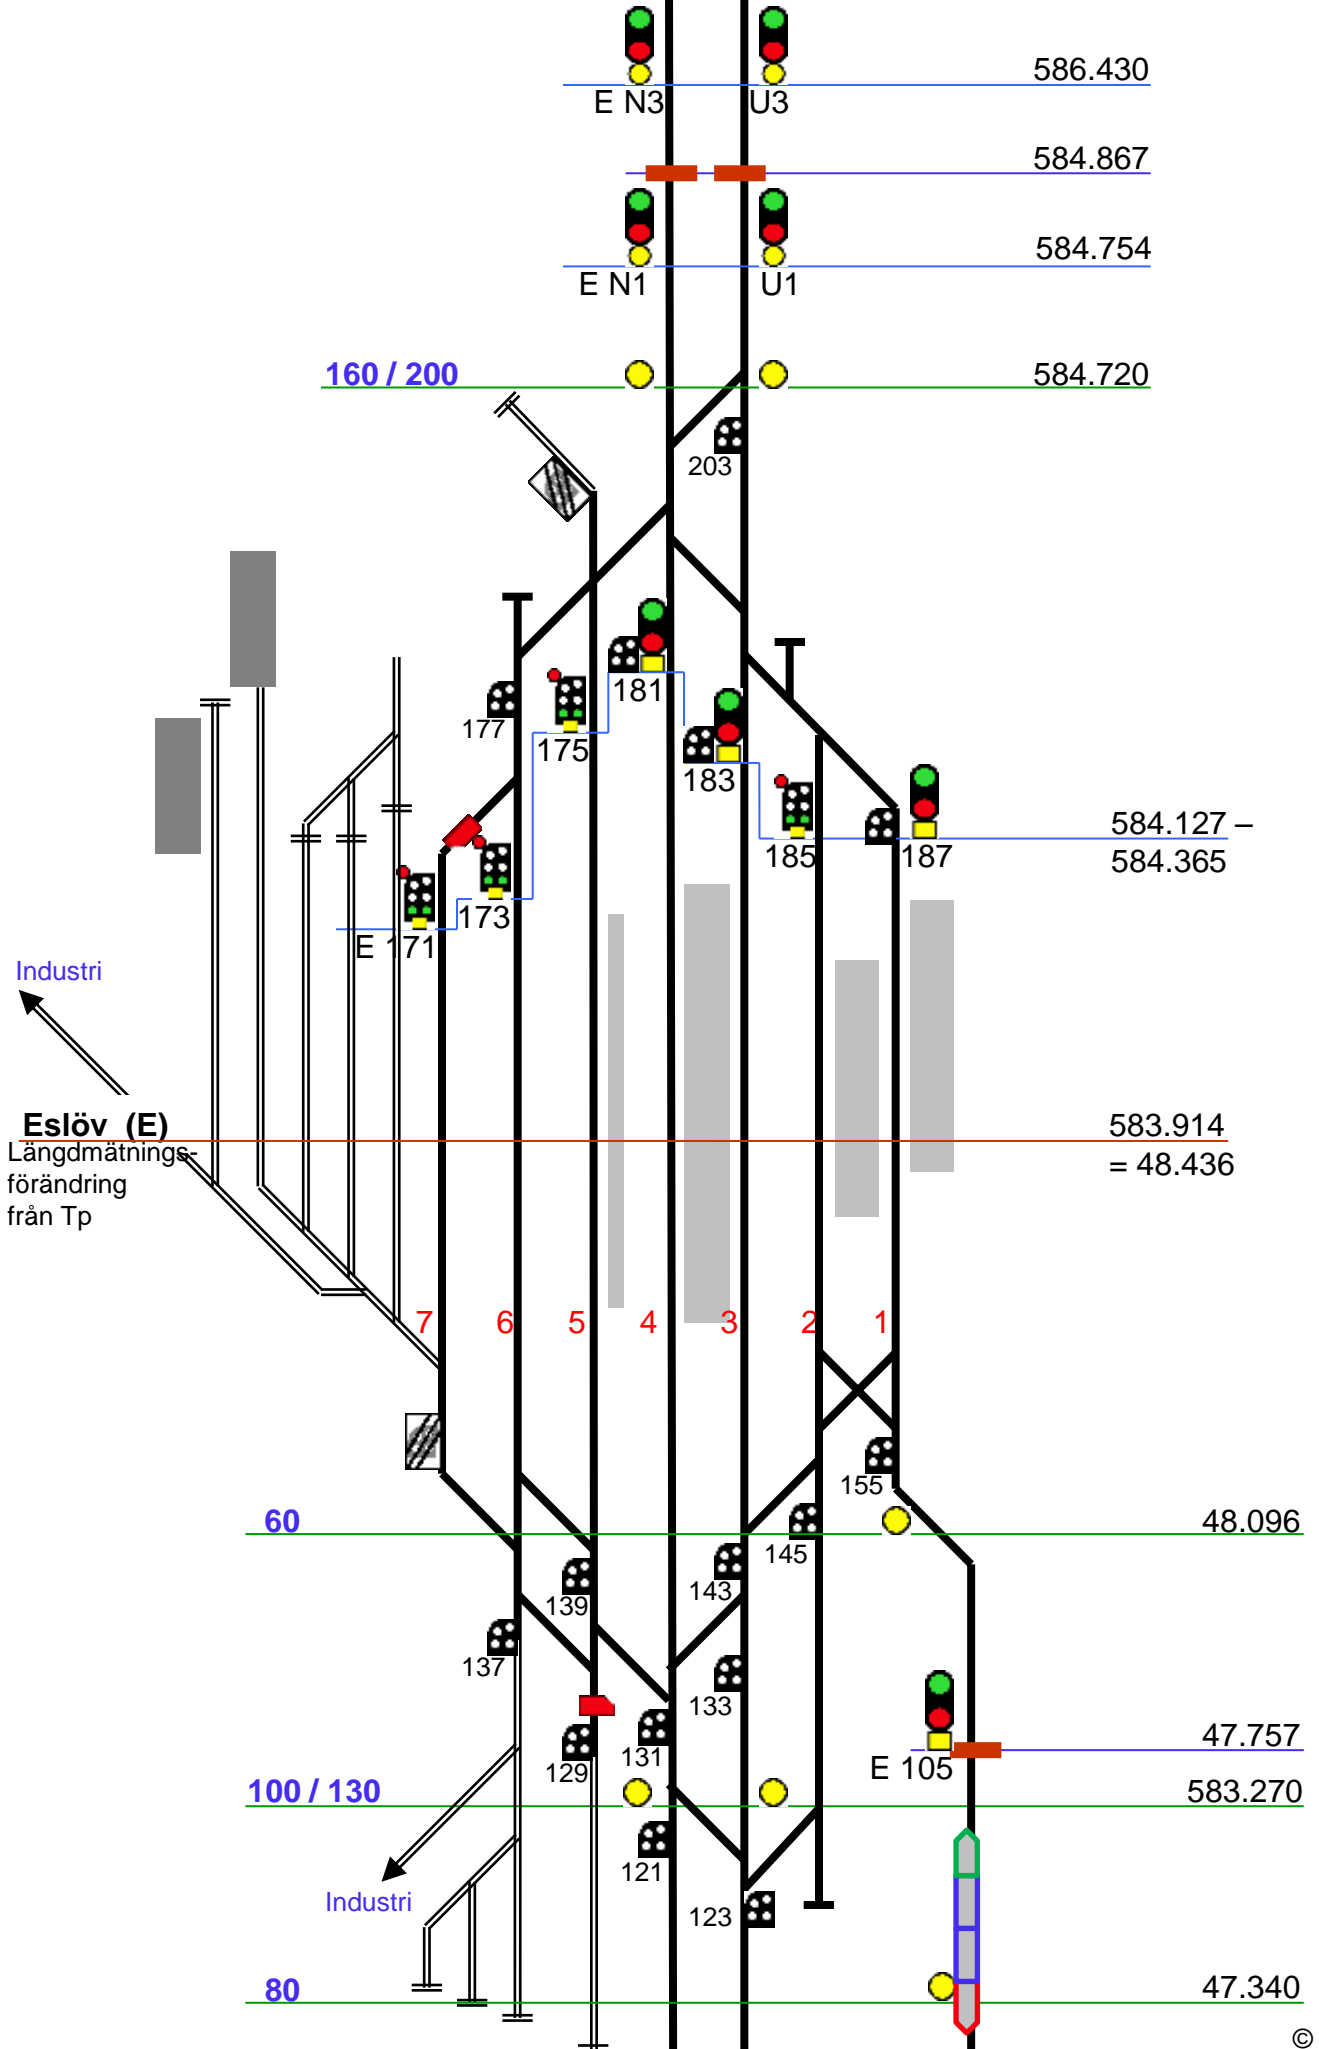 586.430
E N3
U3
584.867
584.754
E N1
U1
160 / 200
584.720
203
181
177
175
183
584.127 –
185
187
584.365
173
E 171
Industri
Eslöv (E)
583.914
Längdmätnings-
= 48.436
förändring
från Tp
7 6 5 4 3 2 1
155
60
48.096
145
143
139
137
133
47.757
131
129
E 105
100 / 130
583.270
121
Industri
123
80
47.340
©